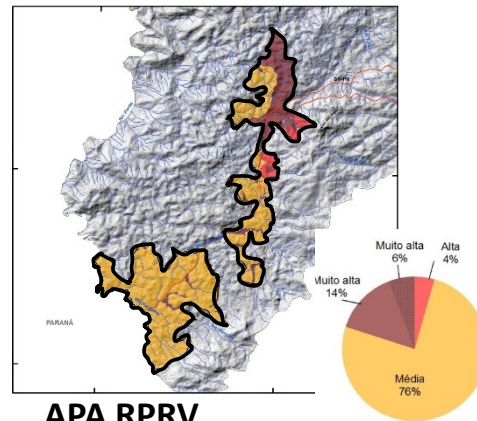 PARANÁ
Muito alta
6%
Alta
4%
Muito alta
14%
Média
76%
APA RPRV